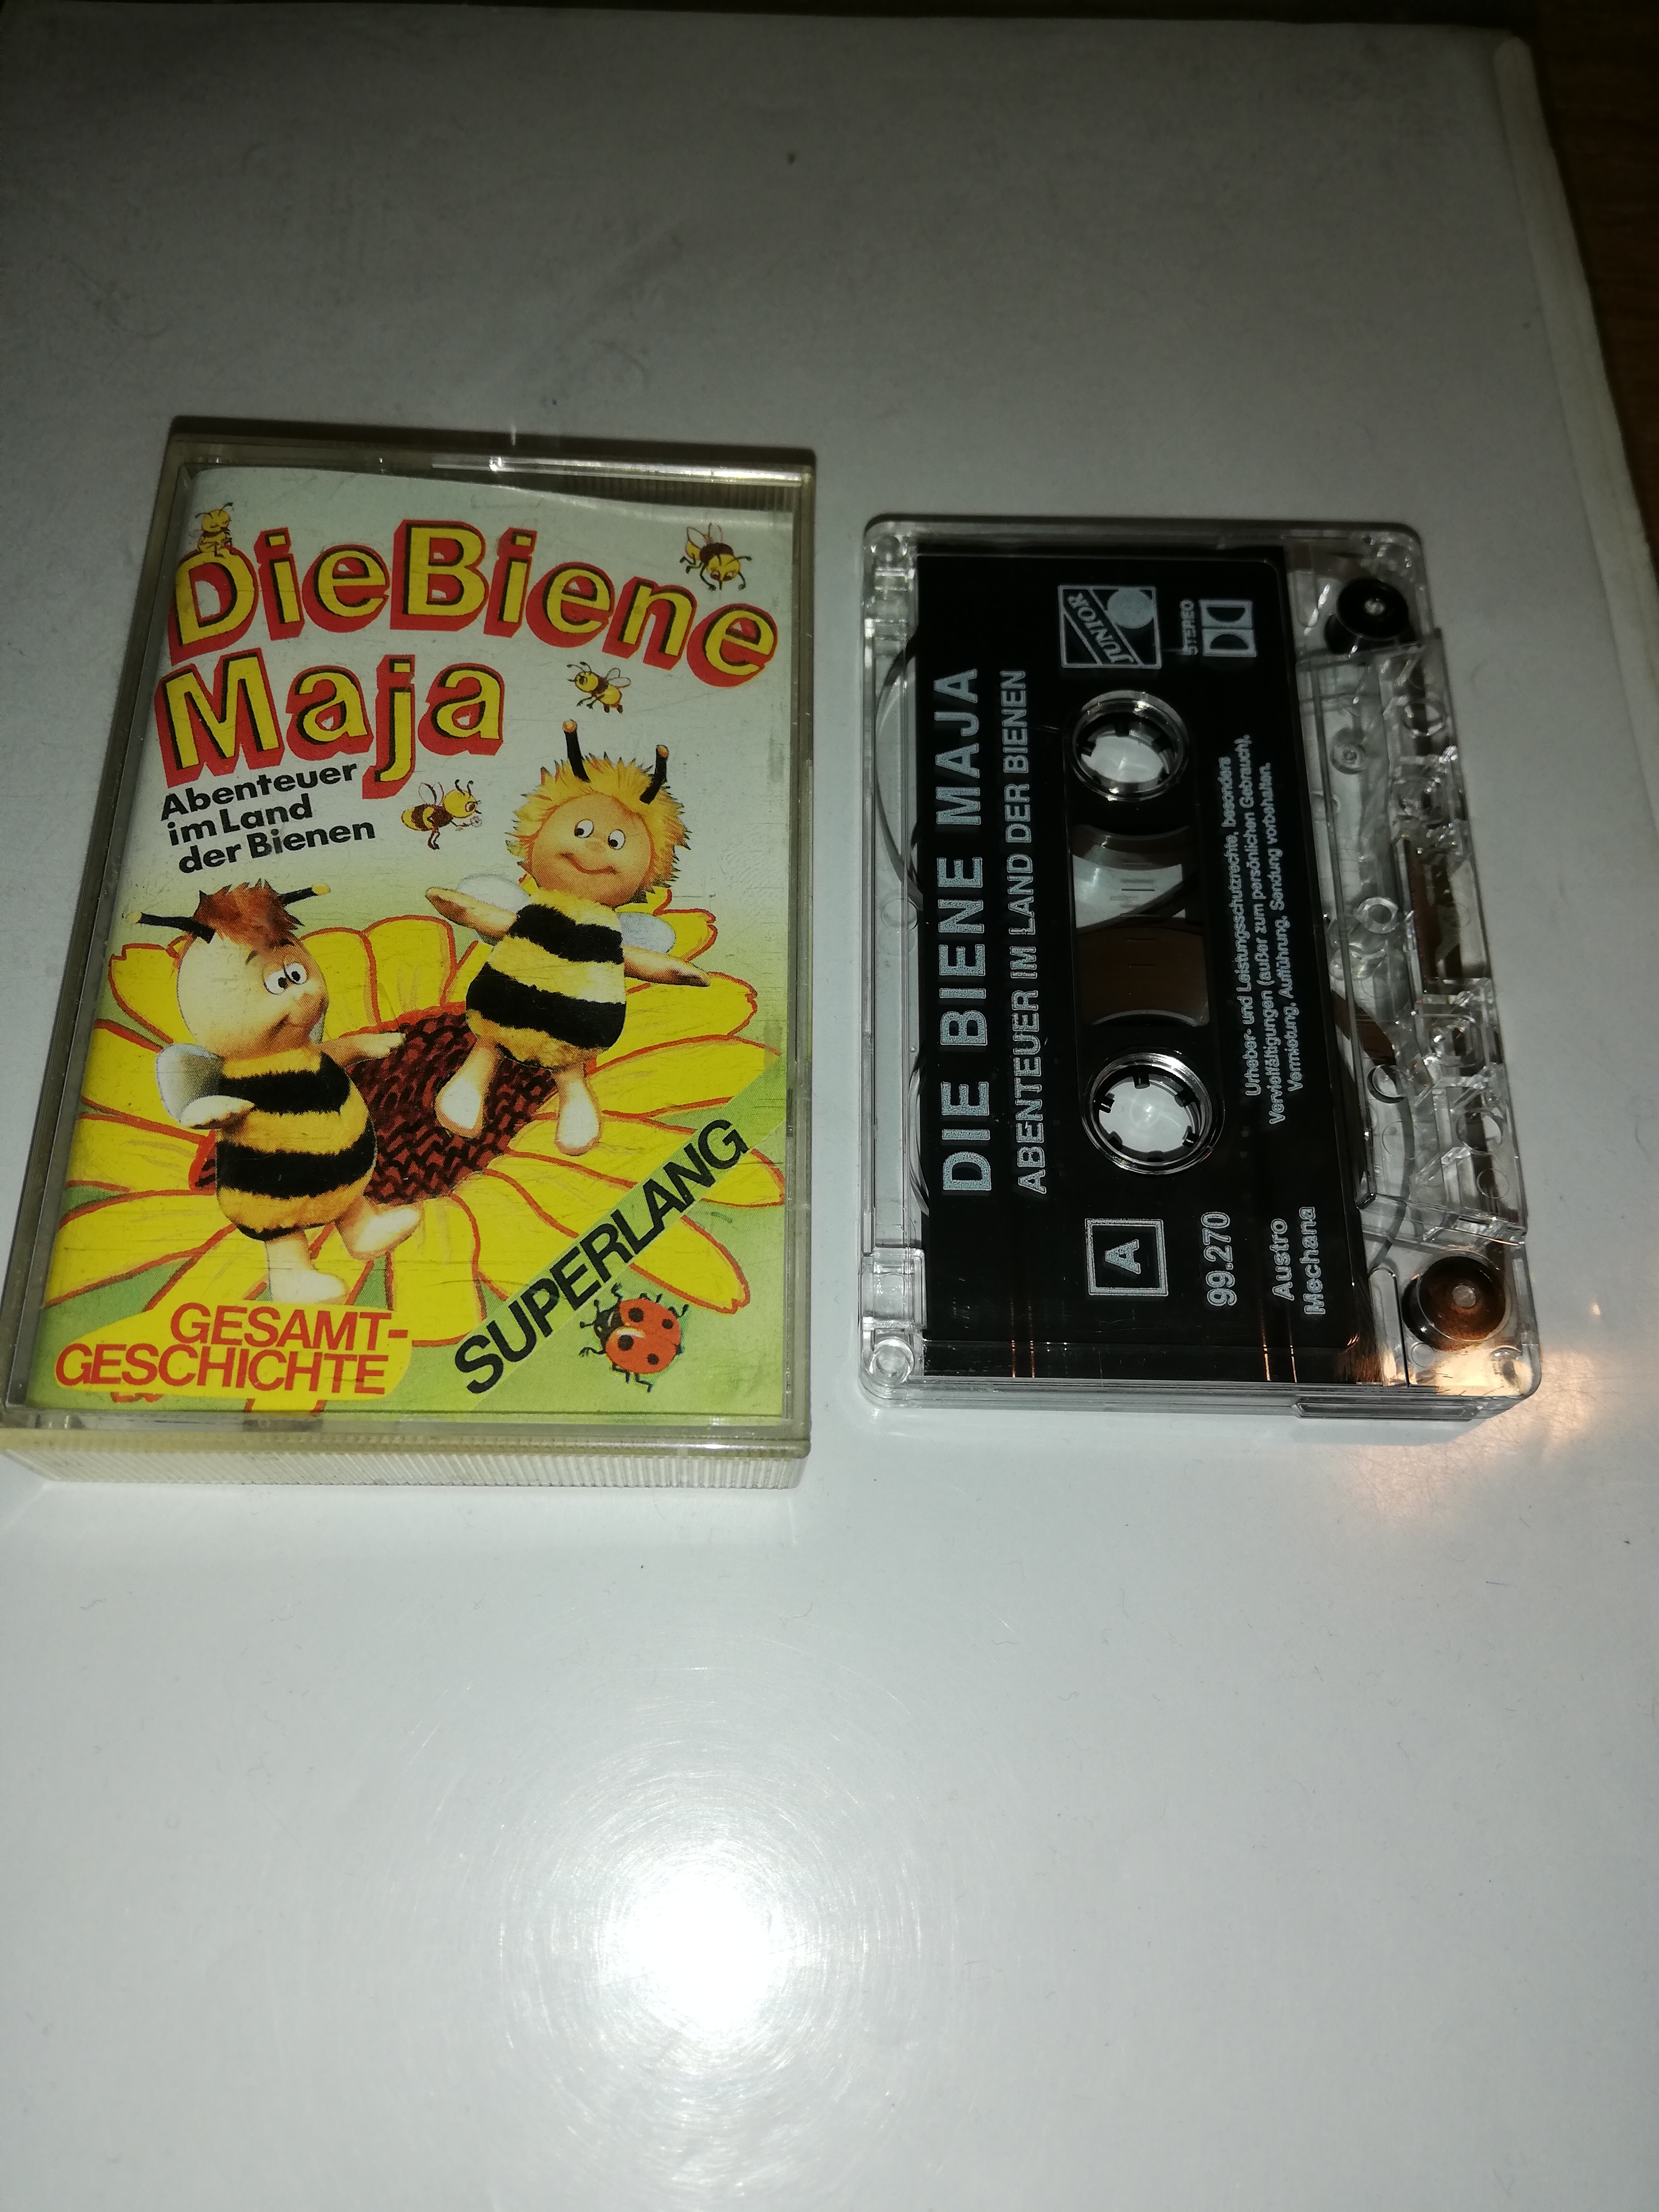 Die Biene
Maja
Abenteuer
im Land
der Bienen
SUPERLANG
GESAMT-
GESCHICHTE
DIE BIENE MAJA
ABENTEUER IM LAND DER BIENEN
JUNIOR
STEREO
A
99.270
Urheber- und Leistungsschutzrechte, besonders
Vervielfältigungen (außer zum persönlichen Gebrauch),
Vermietung, Aufführung, Sendung vorbehalten.
Austro
Mechana